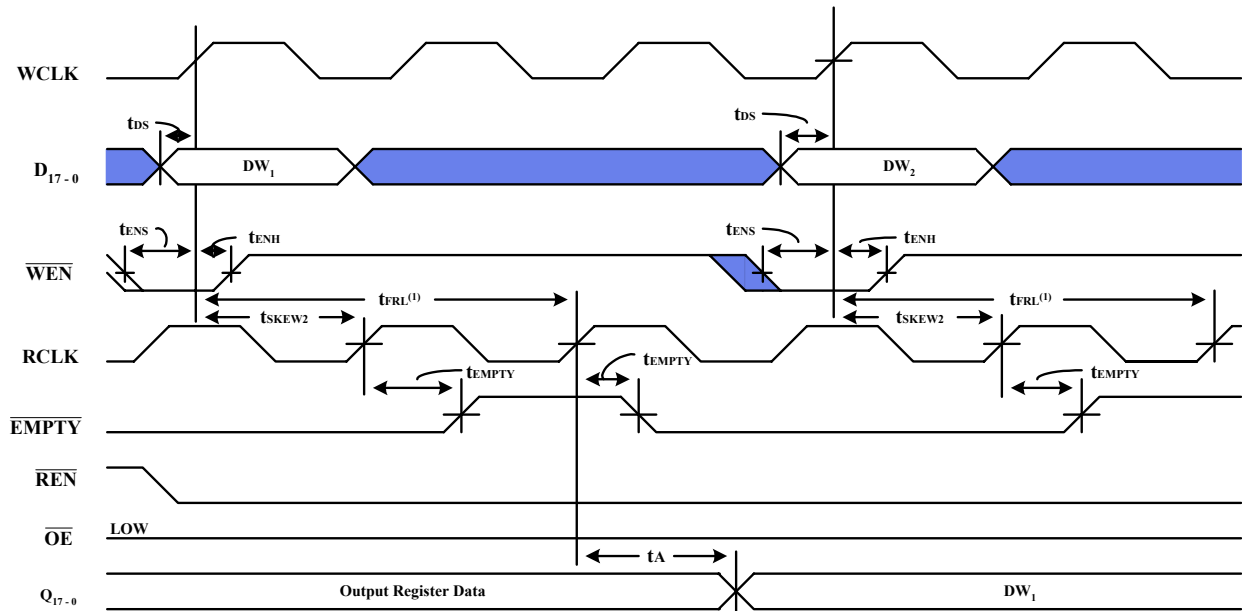 WCLK
tDS
tDS
D17 - 0
DW1
DW2
tENS
tENH
tENS
tENH
WEN
tFRL(1)
tFRL(1)
tSKEW2
tSKEW2
RCLK
tEMPTY
tEMPTY
tEMPTY
EMPTY
REN
LOW
OE
tA
Q17 - 0
Output Register Data
DW1